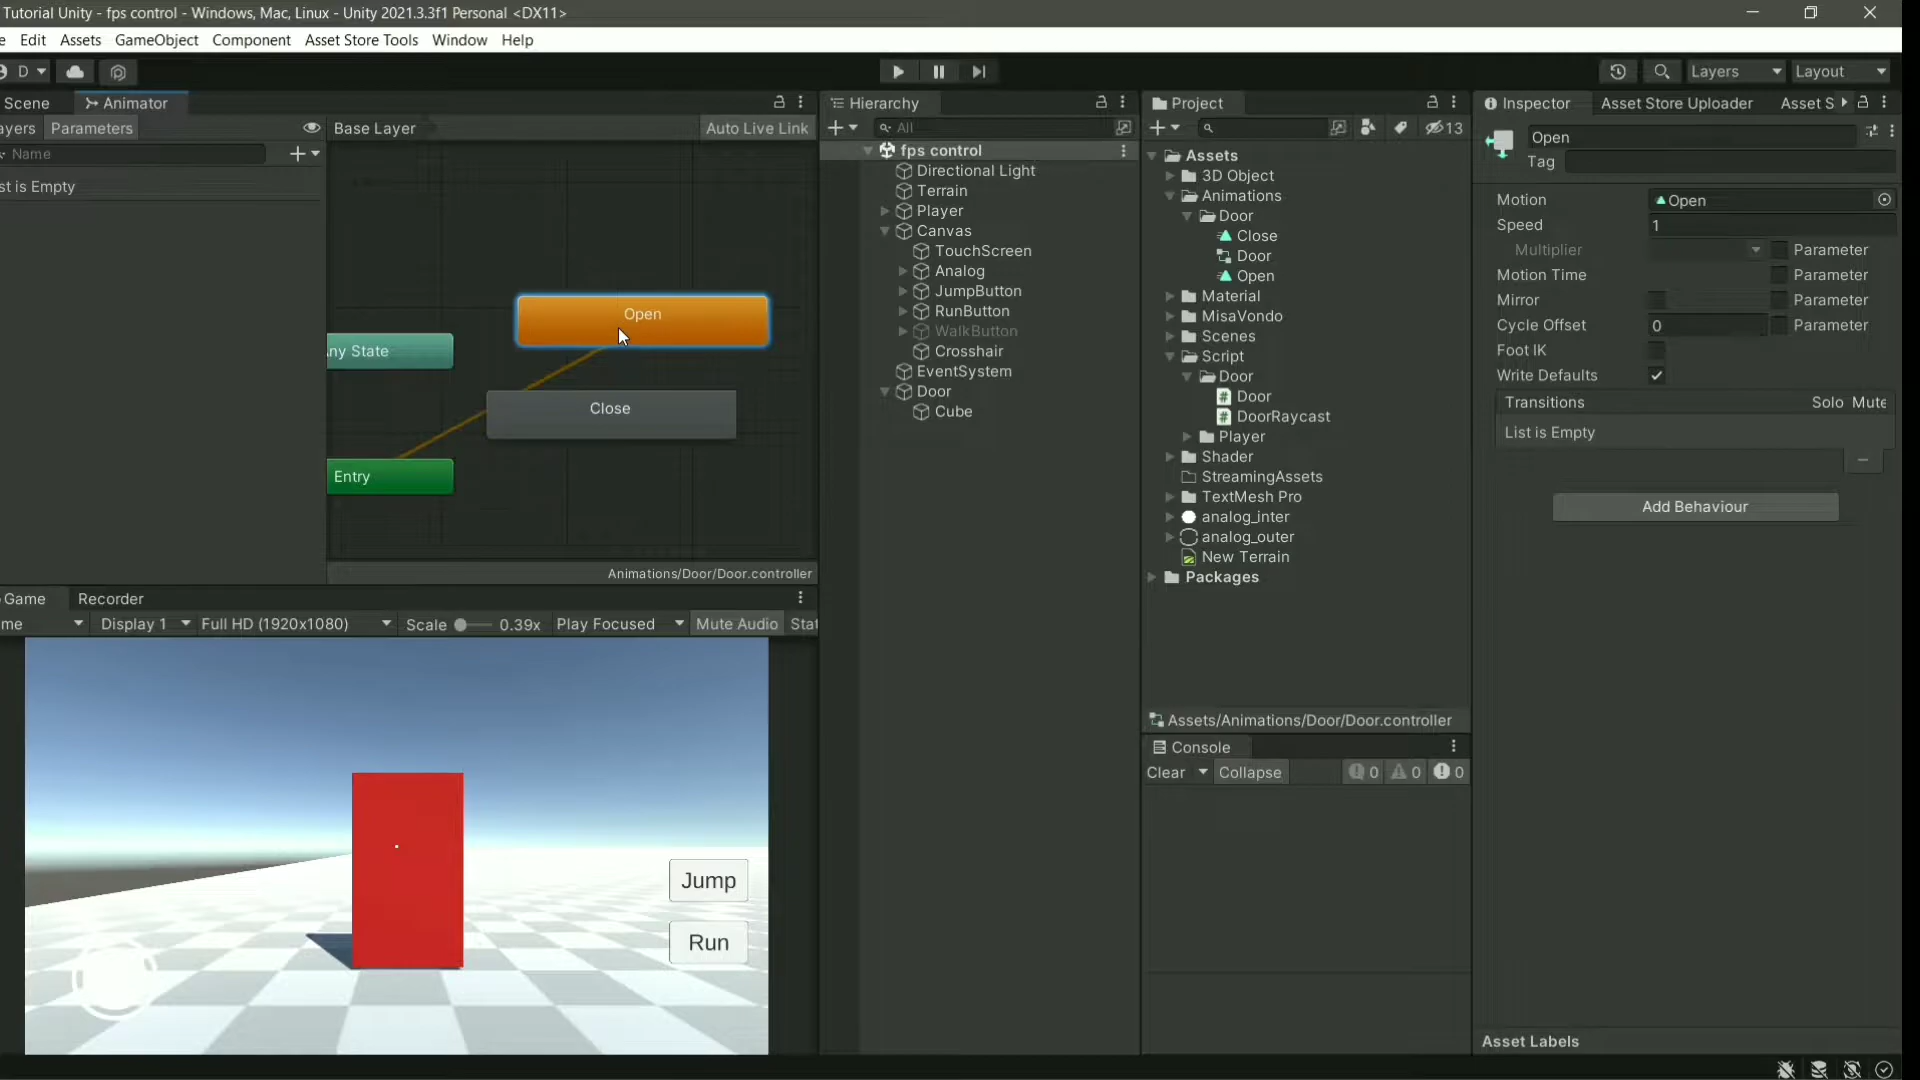 Tutorial Unity - fps control - Windows, Mac, Linux - Unity 2021.3.3f1 Personal <DX11>
e Edit Assets GameObject Component Asset Store Tools Window Help
D Layers Layout
Scene Animator
ayers Parameters Base Layer Auto Live Link
Name
st is Empty
Open
ny State
Close
Entry
Animations/Door/Door.controller
Hierarchy
All
fps control
Directional Light
Terrain
Player
Canvas
TouchScreen
Analog
JumpButton
RunButton
WalkButton
Crosshair
EventSystem
Door
Cube
Project
13
Assets
3D Object
Animations
Door
Close
Door
Open
Material
MisaVondo
Scenes
Script
Door
Door
DoorRaycast
Player
Shader
StreamingAssets
TextMesh Pro
analog_inter
analog_outer
New Terrain
Packages
Assets/Animations/Door/Door.controller
Console
Clear Collapse 0 0 0
Inspector Asset Store Uploader Asset S
Open
Tag
Motion Open
Speed 1
Multiplier Parameter
Motion Time Parameter
Mirror Parameter
Cycle Offset 0 Parameter
Foot IK
Write Defaults
Transitions Solo Mute
List is Empty
Add Behaviour
Asset Labels
Game Recorder
me Display 1 Full HD (1920x1080) Scale 0.39x Play Focused Mute Audio Stat
Jump
Run